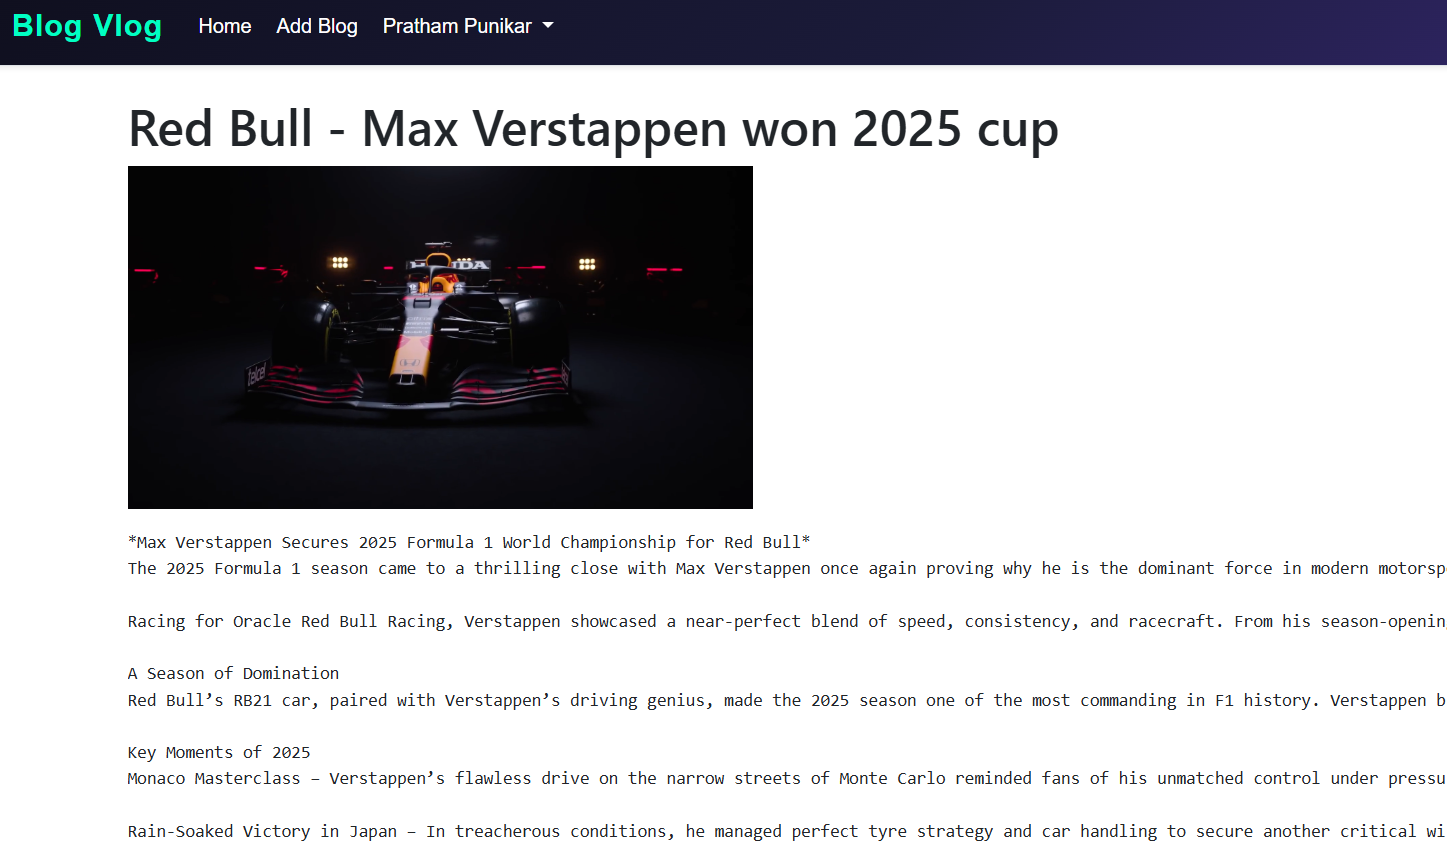 Blog Vlog Home Add Blog Pratham Punikar
Red Bull - Max Verstappen won 2025 cup
telcel
*Max Verstappen Secures 2025 Formula 1 World Championship for Red Bull*
The 2025 Formula 1 season came to a thrilling close with Max Verstappen once again proving why he is the dominant force in modern motorsp
Racing for Oracle Red Bull Racing, Verstappen showcased a near-perfect blend of speed, consistency, and racecraft. From his season-openin
A Season of Domination
Red Bull’s RB21 car, paired with Verstappen’s driving genius, made the 2025 season one of the most commanding in F1 history. Verstappen b
Key Moments of 2025
Monaco Masterclass – Verstappen’s flawless drive on the narrow streets of Monte Carlo reminded fans of his unmatched control under pressu
Rain-Soaked Victory in Japan – In treacherous conditions, he managed perfect tyre strategy and car handling to secure another critical wi